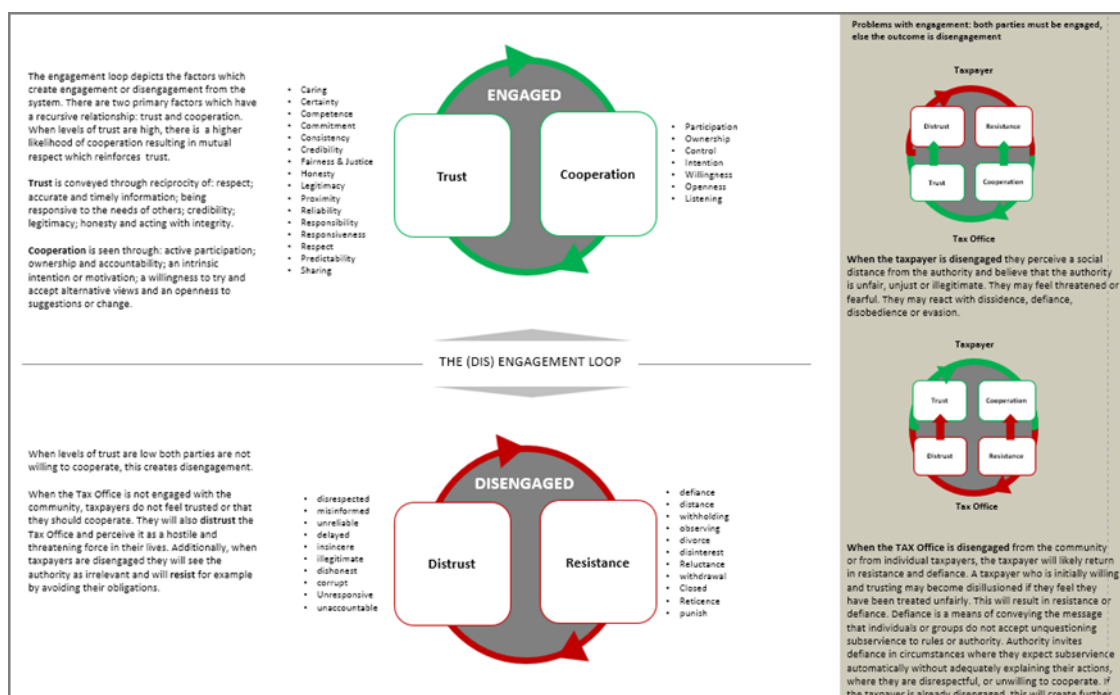 The engagement loop depicts the factors which
create engagement or disengagement from the
system. There are two primary factors which have
a recursive relationship: trust and cooperation.
When levels of trust are high, there is a higher
likelihood of cooperation resulting in mutual
respect which reinforces trust.
Trust is conveyed through reciprocity of: respect;
accurate and timely information; being
responsive to the needs of others; credibility;
legitimacy; honesty and acting with integrity.
Cooperation is seen through: active participation;
ownership and accountability; an intrinsic
intention or motivation; a willingness to try and
accept alternative views and an openness to
suggestions or change.
• Caring
• Certainty
• Competence
• Commitment
• Consistency
• Credibility
• Fairness & Justice
• Honesty
• Legitimacy
• Proximity
• Reliability
• Responsibility
• Responsiveness
• Respect
• Predictability
• Sharing
ENGAGED
Trust
Cooperation
• Participation
• Ownership
• Control
• Intention
• Willingness
• Openness
• Listening
THE (DIS) ENGAGEMENT LOOP
When levels of trust are low both parties are not
willing to cooperate, this creates disengagement.
When the Tax Office is not engaged with the
community, taxpayers do not feel trusted or that
they should cooperate. They will also distrust the
Tax Office and perceive it as a hostile and
threatening force in their lives. Additionally, when
taxpayers are disengaged they will see the
authority as irrelevant and will resist for example
by avoiding their obligations.
• disrespected
• misinformed
• unreliable
• delayed
• insincere
• illegitimate
• dishonest
• corrupt
• Unresponsive
• unaccountable
DISENGAGED
Distrust
Resistance
• defiance
• distance
• withholding
• observing
• divorce
• disinterest
• Reluctance
• withdrawal
• Closed
• Reticence
• punish
Problems with engagement: both parties must be engaged,
else the outcome is disengagement
Taxpayer
Distrust
Resistance
Trust
Cooperation
Tax Office
When the taxpayer is disengaged they perceive a social
distance from the authority and believe that the authority
is unfair, unjust or illegitimate. They may feel threatened or
fearful. They may react with dissidence, defiance,
disobedience or evasion.
Taxpayer
Trust
Cooperation
Distrust
Resistance
Tax Office
When the TAX Office is disengaged from the community
or from individual taxpayers, the taxpayer will likely return
in resistance and defiance. A taxpayer who is initially willing
and trusting may become disillusioned if they feel they
have been treated unfairly. This will result in resistance or
defiance. Defiance is a means of conveying the message
that individuals or groups do not accept unquestioning
subservience to rules or authority. Authority invites
defiance in circumstances where they expect subservience
automatically without adequately explaining their actions,
where they are disrespectful, or unwilling to cooperate. If
the taxpayer is already disengaged, this will create further